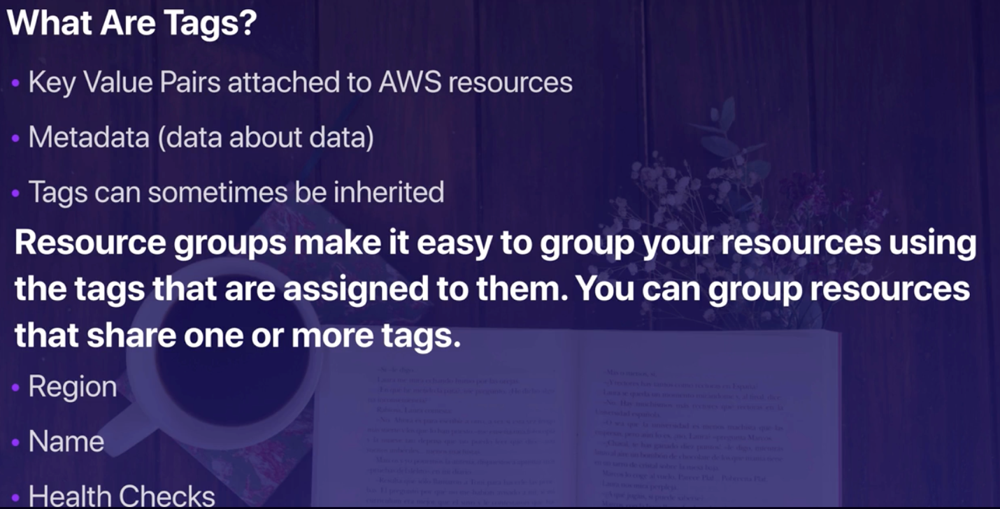 What Are Tags?
• Key Value Pairs attached to AWS resources
• Metadata (data about data)
• Tags can sometimes be inherited
Resource groups make it easy to group your resources using
the tags that are assigned to them. You can group resources
that share one or more tags.
• Region
• Name
• Health Checks